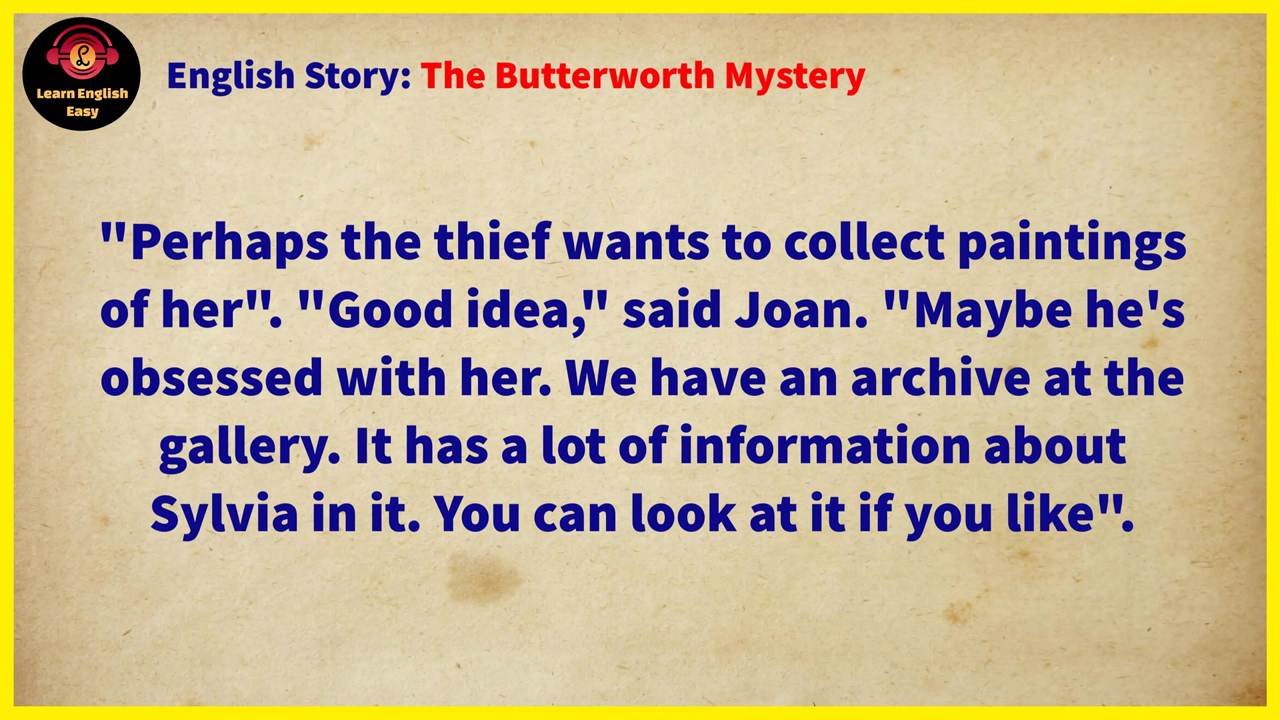 Learn English
Easy
English Story: The Butterworth Mystery
"Perhaps the thief wants to collect paintings
of her". "Good idea," said Joan. "Maybe he's
obsessed with her. We have an archive at the
gallery. It has a lot of information about
Sylvia in it. You can look at it if you like".